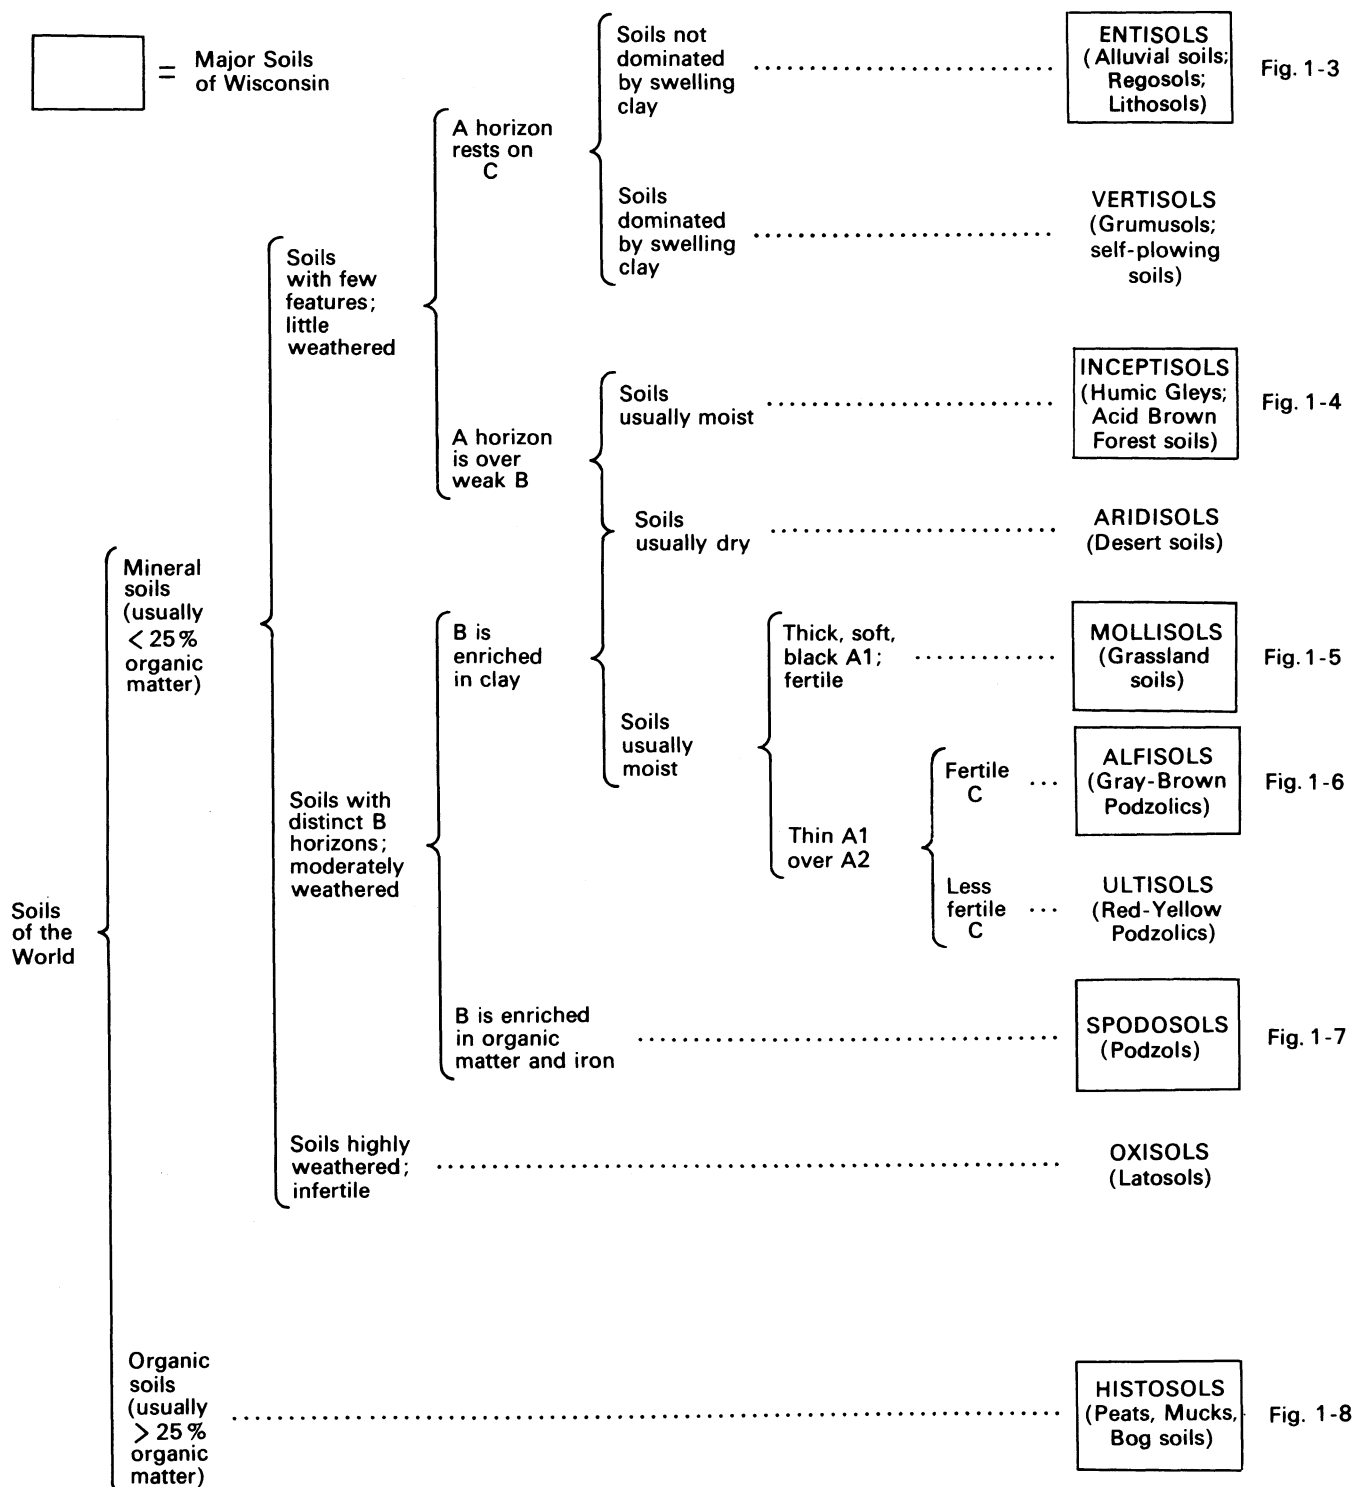 = Major Soils
of Wisconsin
Soils
of the
World
Mineral
soils
(usually
< 25%
organic
matter)
Soils
with few
features;
little
weathered
A horizon
rests on
C
Soils not
dominated
by swelling
clay
ENTISOLS
(Alluvial soils;
Regosols;
Lithosols)
Fig. 1-3
Soils
dominated
by swelling
clay
VERTISOLS
(Grumusols;
self-plowing
soils)
A horizon
is over
weak B
Soils
usually moist
INCEPTISOLS
(Humic Gleys;
Acid Brown
Forest soils)
Fig. 1-4
Soils
usually dry
ARIDISOLS
(Desert soils)
Soils with
distinct B
horizons;
moderately
weathered
B is
enriched
in clay
Soils
usually
moist
Thick, soft,
black A1;
fertile
MOLLISOLS
(Grassland
soils)
Fig. 1-5
Thin A1
over A2
Fertile
C
ALFISOLS
(Gray-Brown
Podzolics)
Fig. 1-6
Less
fertile
C
ULTISOLS
(Red-Yellow
Podzolics)
B is enriched
in organic
matter and iron
SPODOSOLS
(Podzols)
Fig. 1-7
Soils highly
weathered;
infertile
OXISOLS
(Latosols)
Organic
soils
(usually
> 25%
organic
matter)
HISTOSOLS
(Peats, Mucks,
Bog soils)
Fig. 1-8